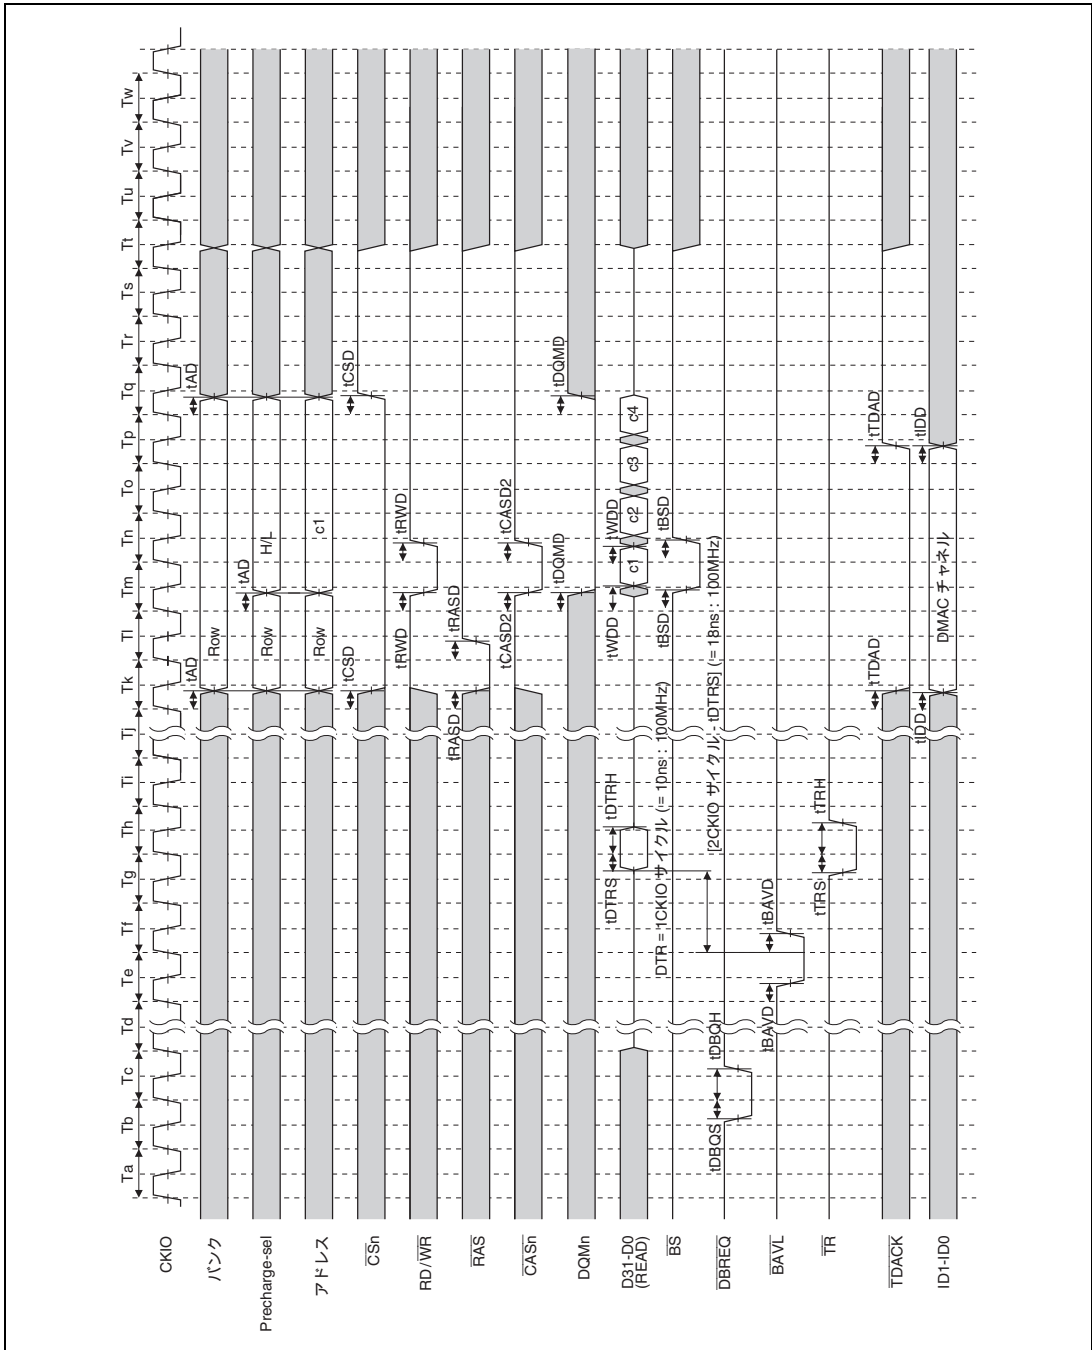 Ta Tb Tc Td Te Tf Tg Th Ti Tj Tk Tl Tm Tn To Tp Tq Tr Ts Tt Tu Tv Tw
CKIO
tAD tAD
バンク Row
tAD
Precharge-sel Row H/L
アドレス Row c1
tCSD tCSD
CSn
tRWD tRWD
RD/WR
tRASD tRASD
RAS
tCASD2 tCASD2
CASn
tDQMD tDQMD
DQMn
tDTRS tDTRH tWDD tWDD
D31-D0
(READ)
c1 c2 c3 c4
DTR = 1CKIO サイクル (= 10ns : 100MHz)
tBSD tBSD
BS
[2CKIO サイクル - tDTRS] (= 18ns : 100MHz)
tDBQS tDBQH
DBREQ
tBAVD tBAVD
BAVL
tTRS tTRH
TR
tTDAD tTDAD
TDACK
tIDD tIDD
ID1-ID0 DMAC チャネル